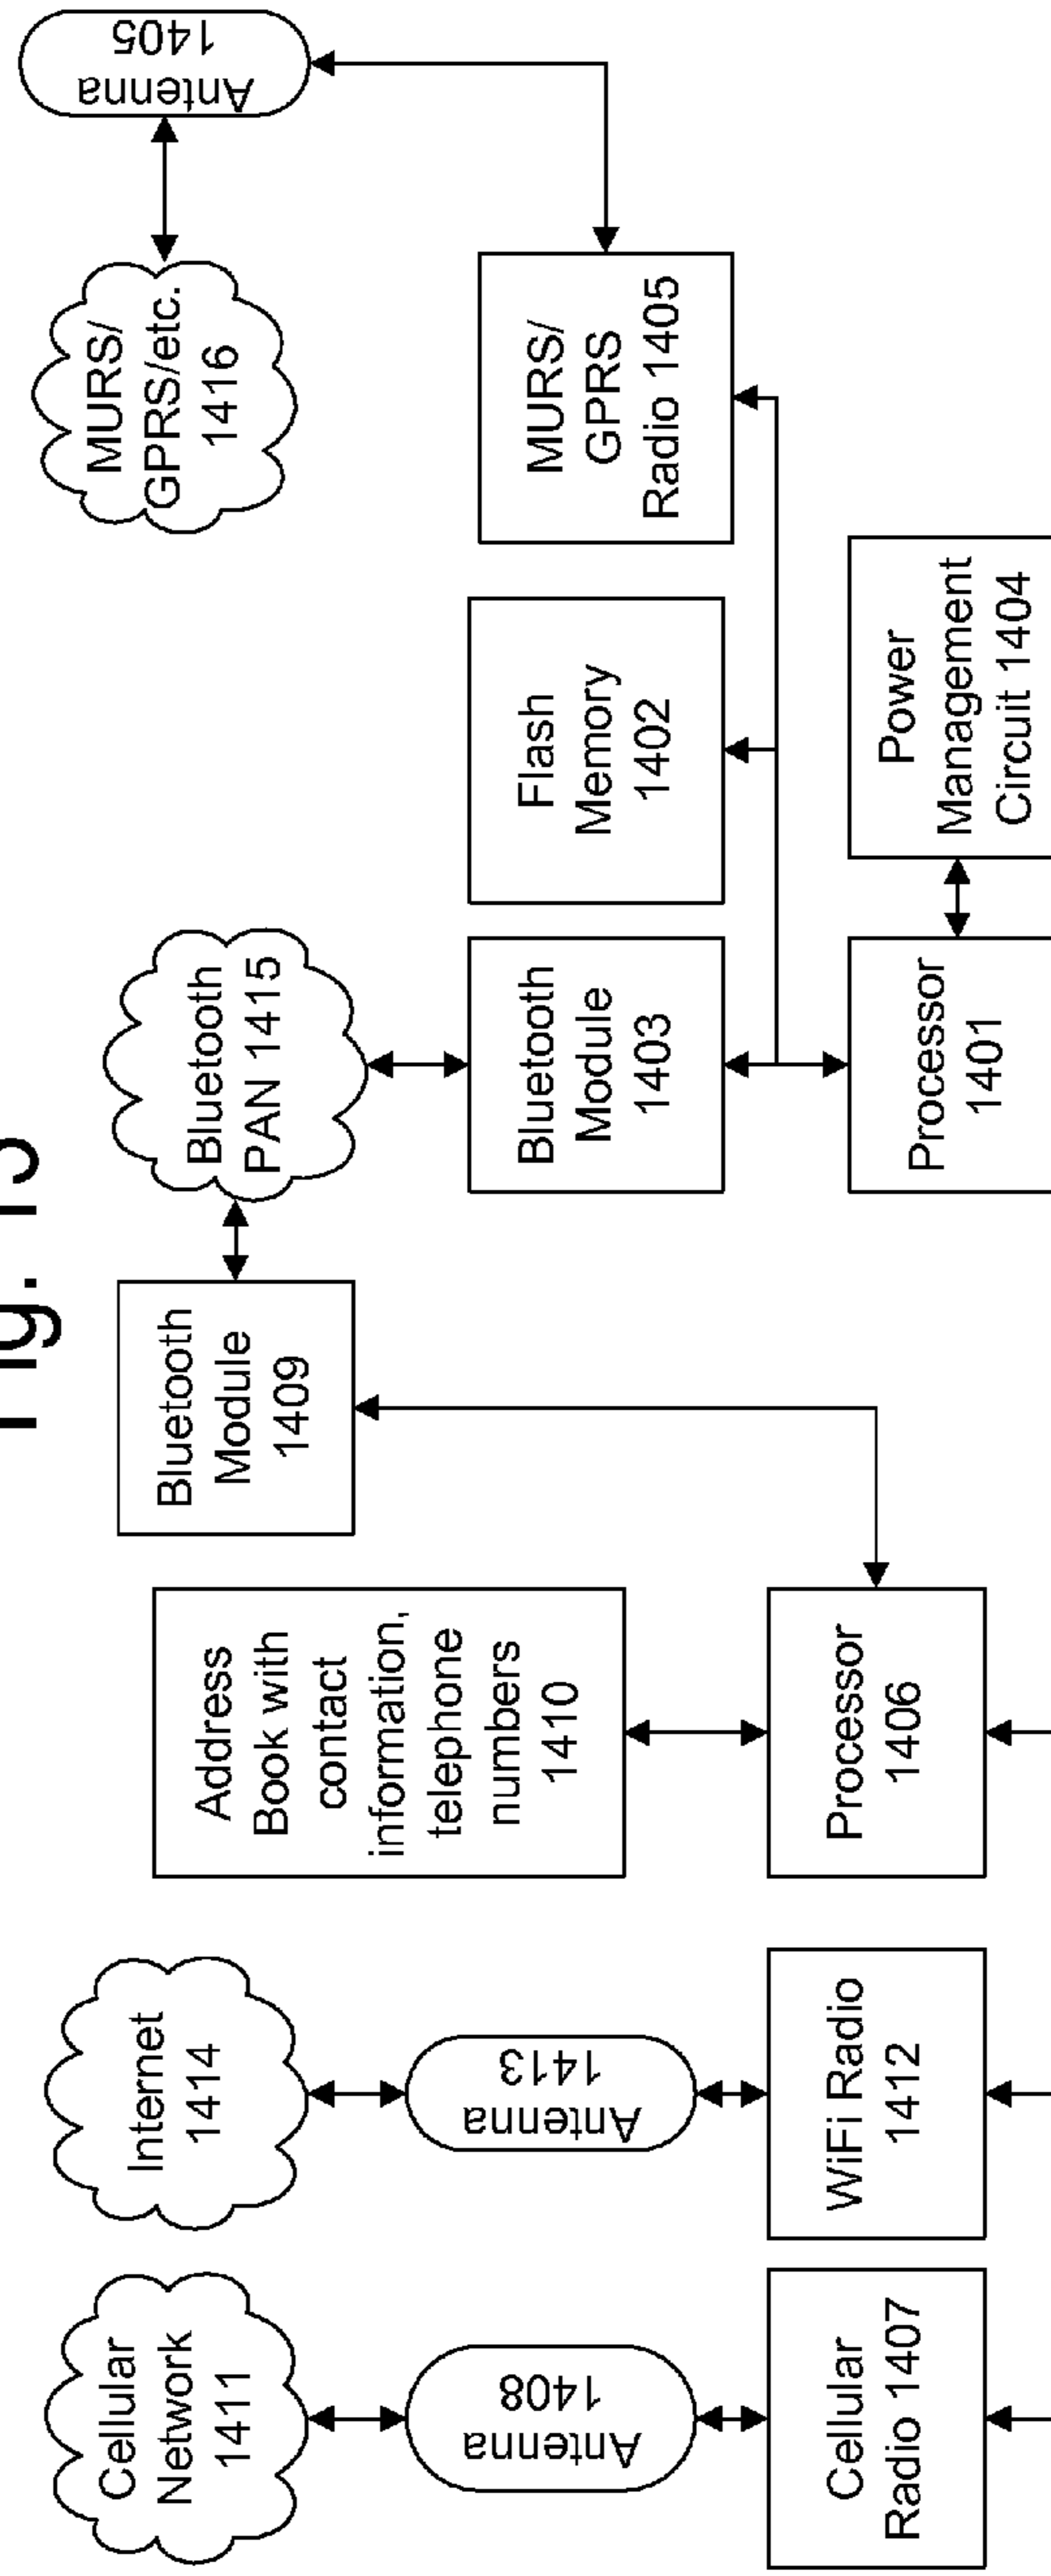 Fig.
Cellular
Network
1411
Internet
1414
Address
Book with
contact
information,
telephone
numbers
1410
Bluetooth
Module
1409
Bluetooth
PAN 1415
MURS/
GPRS/etc.
1416
Antenna
1405
Antenna
1408
Antenna
1413
Bluetooth
Module
1403
Flash
Memory
1402
MURS/
GPRS
Radio 1405
Cellular
Radio 1407
WiFi Radio
1412
Processor
1406
Processor
1401
Power
Management
Circuit 1404